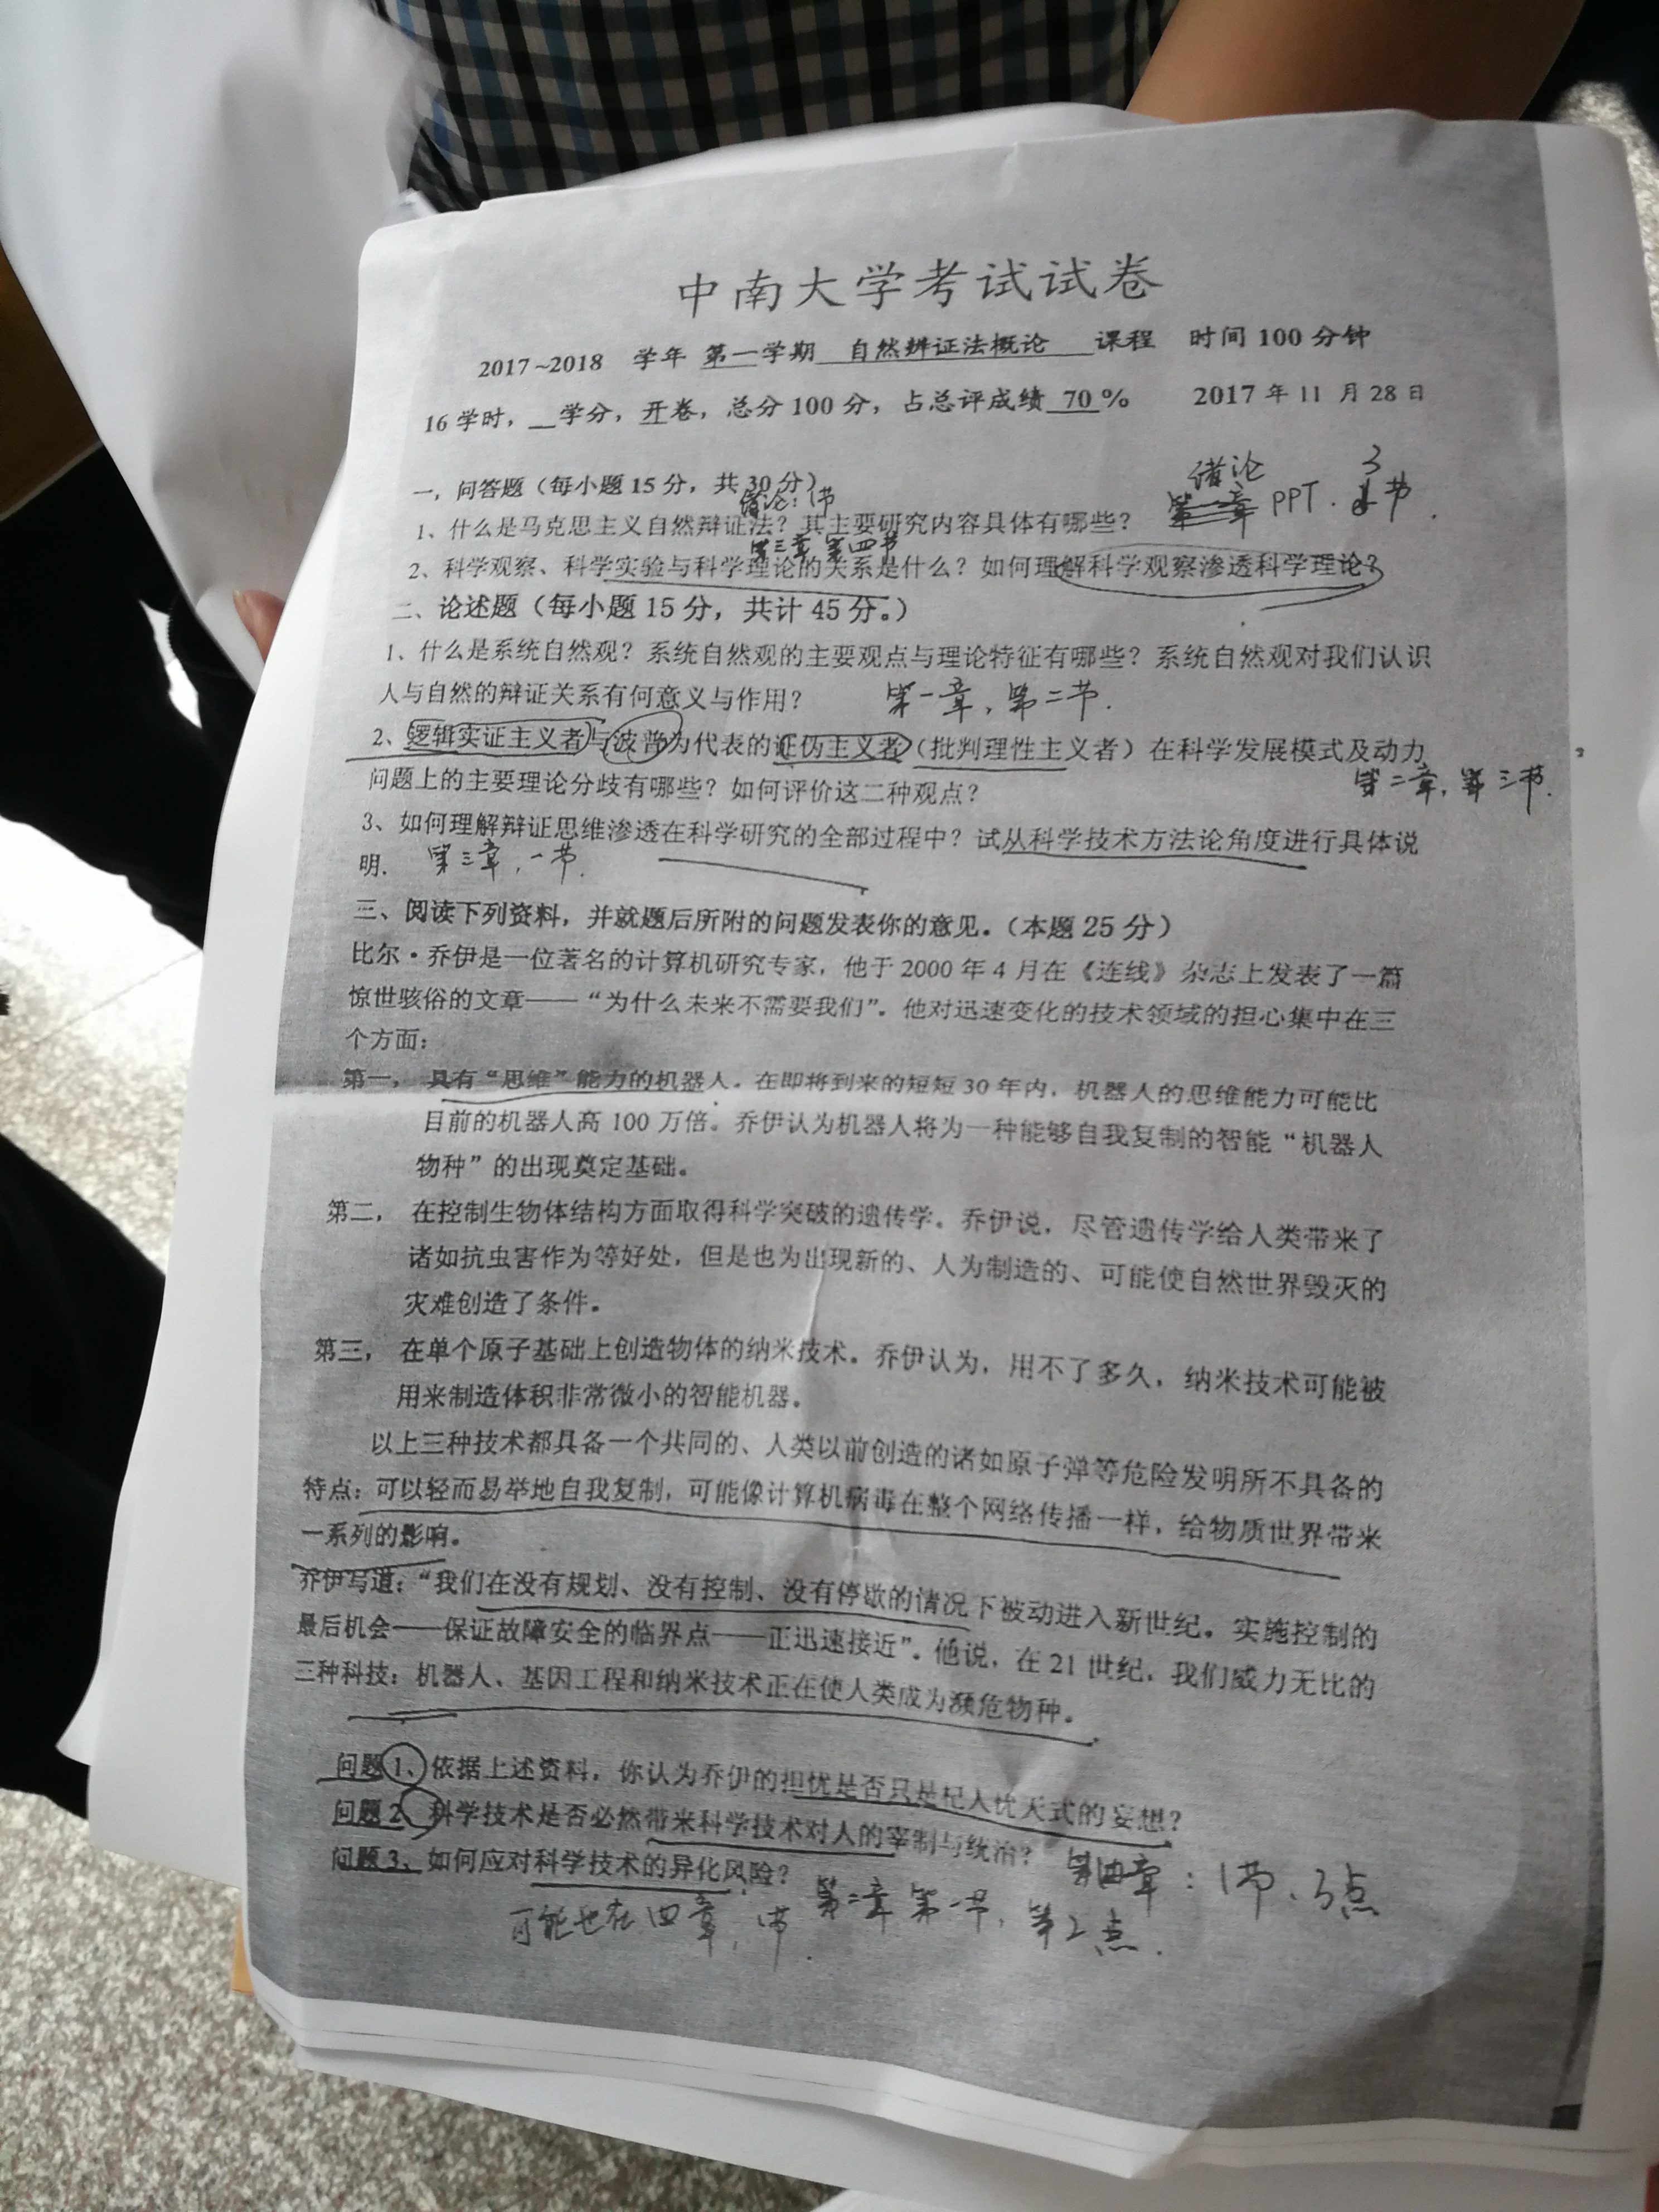 中南大学考试试卷
2017~2018 学年 第一学期 自然辨证法概论 课程 时间 100 分钟
16 学时，__学分，开卷，总分 100 分，占总评成绩 70 % 2017 年 11 月 28 日
绪论 3
一，问答题（每小题 15 分，共 30 分） 第一章 PPT. 节.
绪论: 1节
1、什么是马克思主义自然辩证法？其主要研究内容具体有哪些？
第三章 第四节
2、科学观察、科学实验与科学理论的关系是什么？如何理解科学观察渗透科学理论？
二、论述题（每小题 15 分，共计 45 分。）
1、什么是系统自然观？系统自然观的主要观点与理论特征有哪些？系统自然观对我们认识
人与自然的辩证关系有何意义与作用？ 第一章，第二节.
2、逻辑实证主义者与波普为代表的证伪主义者（批判理性主义者）在科学发展模式及动力
问题上的主要理论分歧有哪些？如何评价这二种观点？ 第二章，第三节.
3、如何理解辩证思维渗透在科学研究的全部过程中？试从科学技术方法论角度进行具体说
明. 第三章，一节.
三、阅读下列资料，并就题后所附的问题发表你的意见。（本题 25 分）
比尔·乔伊是一位著名的计算机研究专家，他于 2000 年 4 月在《连线》杂志上发表了一篇
惊世骇俗的文章——“为什么未来不需要我们”。他对迅速变化的技术领域的担心集中在三
个方面：
第一， 具有“思维”能力的机器人。在即将到来的短短 30 年内，机器人的思维能力可能比
目前的机器人高 100 万倍。乔伊认为机器人将为一种能够自我复制的智能“机器人
物种”的出现奠定基础。
第二， 在控制生物体结构方面取得科学突破的遗传学。乔伊说，尽管遗传学给人类带来了
诸如抗虫害作为等好处，但是也为出现新的、人为制造的、可能使自然世界毁灭的
灾难创造了条件。
第三， 在单个原子基础上创造物体的纳米技术。乔伊认为，用不了多久，纳米技术可能被
用来制造体积非常微小的智能机器。
以上三种技术都具备一个共同的、人类以前创造的诸如原子弹等危险发明所不具备的
特点：可以轻而易举地自我复制，可能像计算机病毒在整个网络传播一样，给物质世界带来
一系列的影响。
乔伊写道：“我们在没有规划、没有控制、没有停歇的情况下被动进入新世纪。实施控制的
最后机会——保证故障安全的临界点——正迅速接近”。他说，在 21 世纪，我们威力无比的
三种科技：机器人、基因工程和纳米技术正在使人类成为濒危物种。
问题 1、依据上述资料，你认为乔伊的担忧是否只是杞人忧天式的妄想？
问题 2、科学技术是否必然带来科学技术对人的宰制与统治？
问题 3、如何应对科学技术的异化风险？ 第四章：1节、3点
可能也在四章，1节. 第二章第一节，第2点.